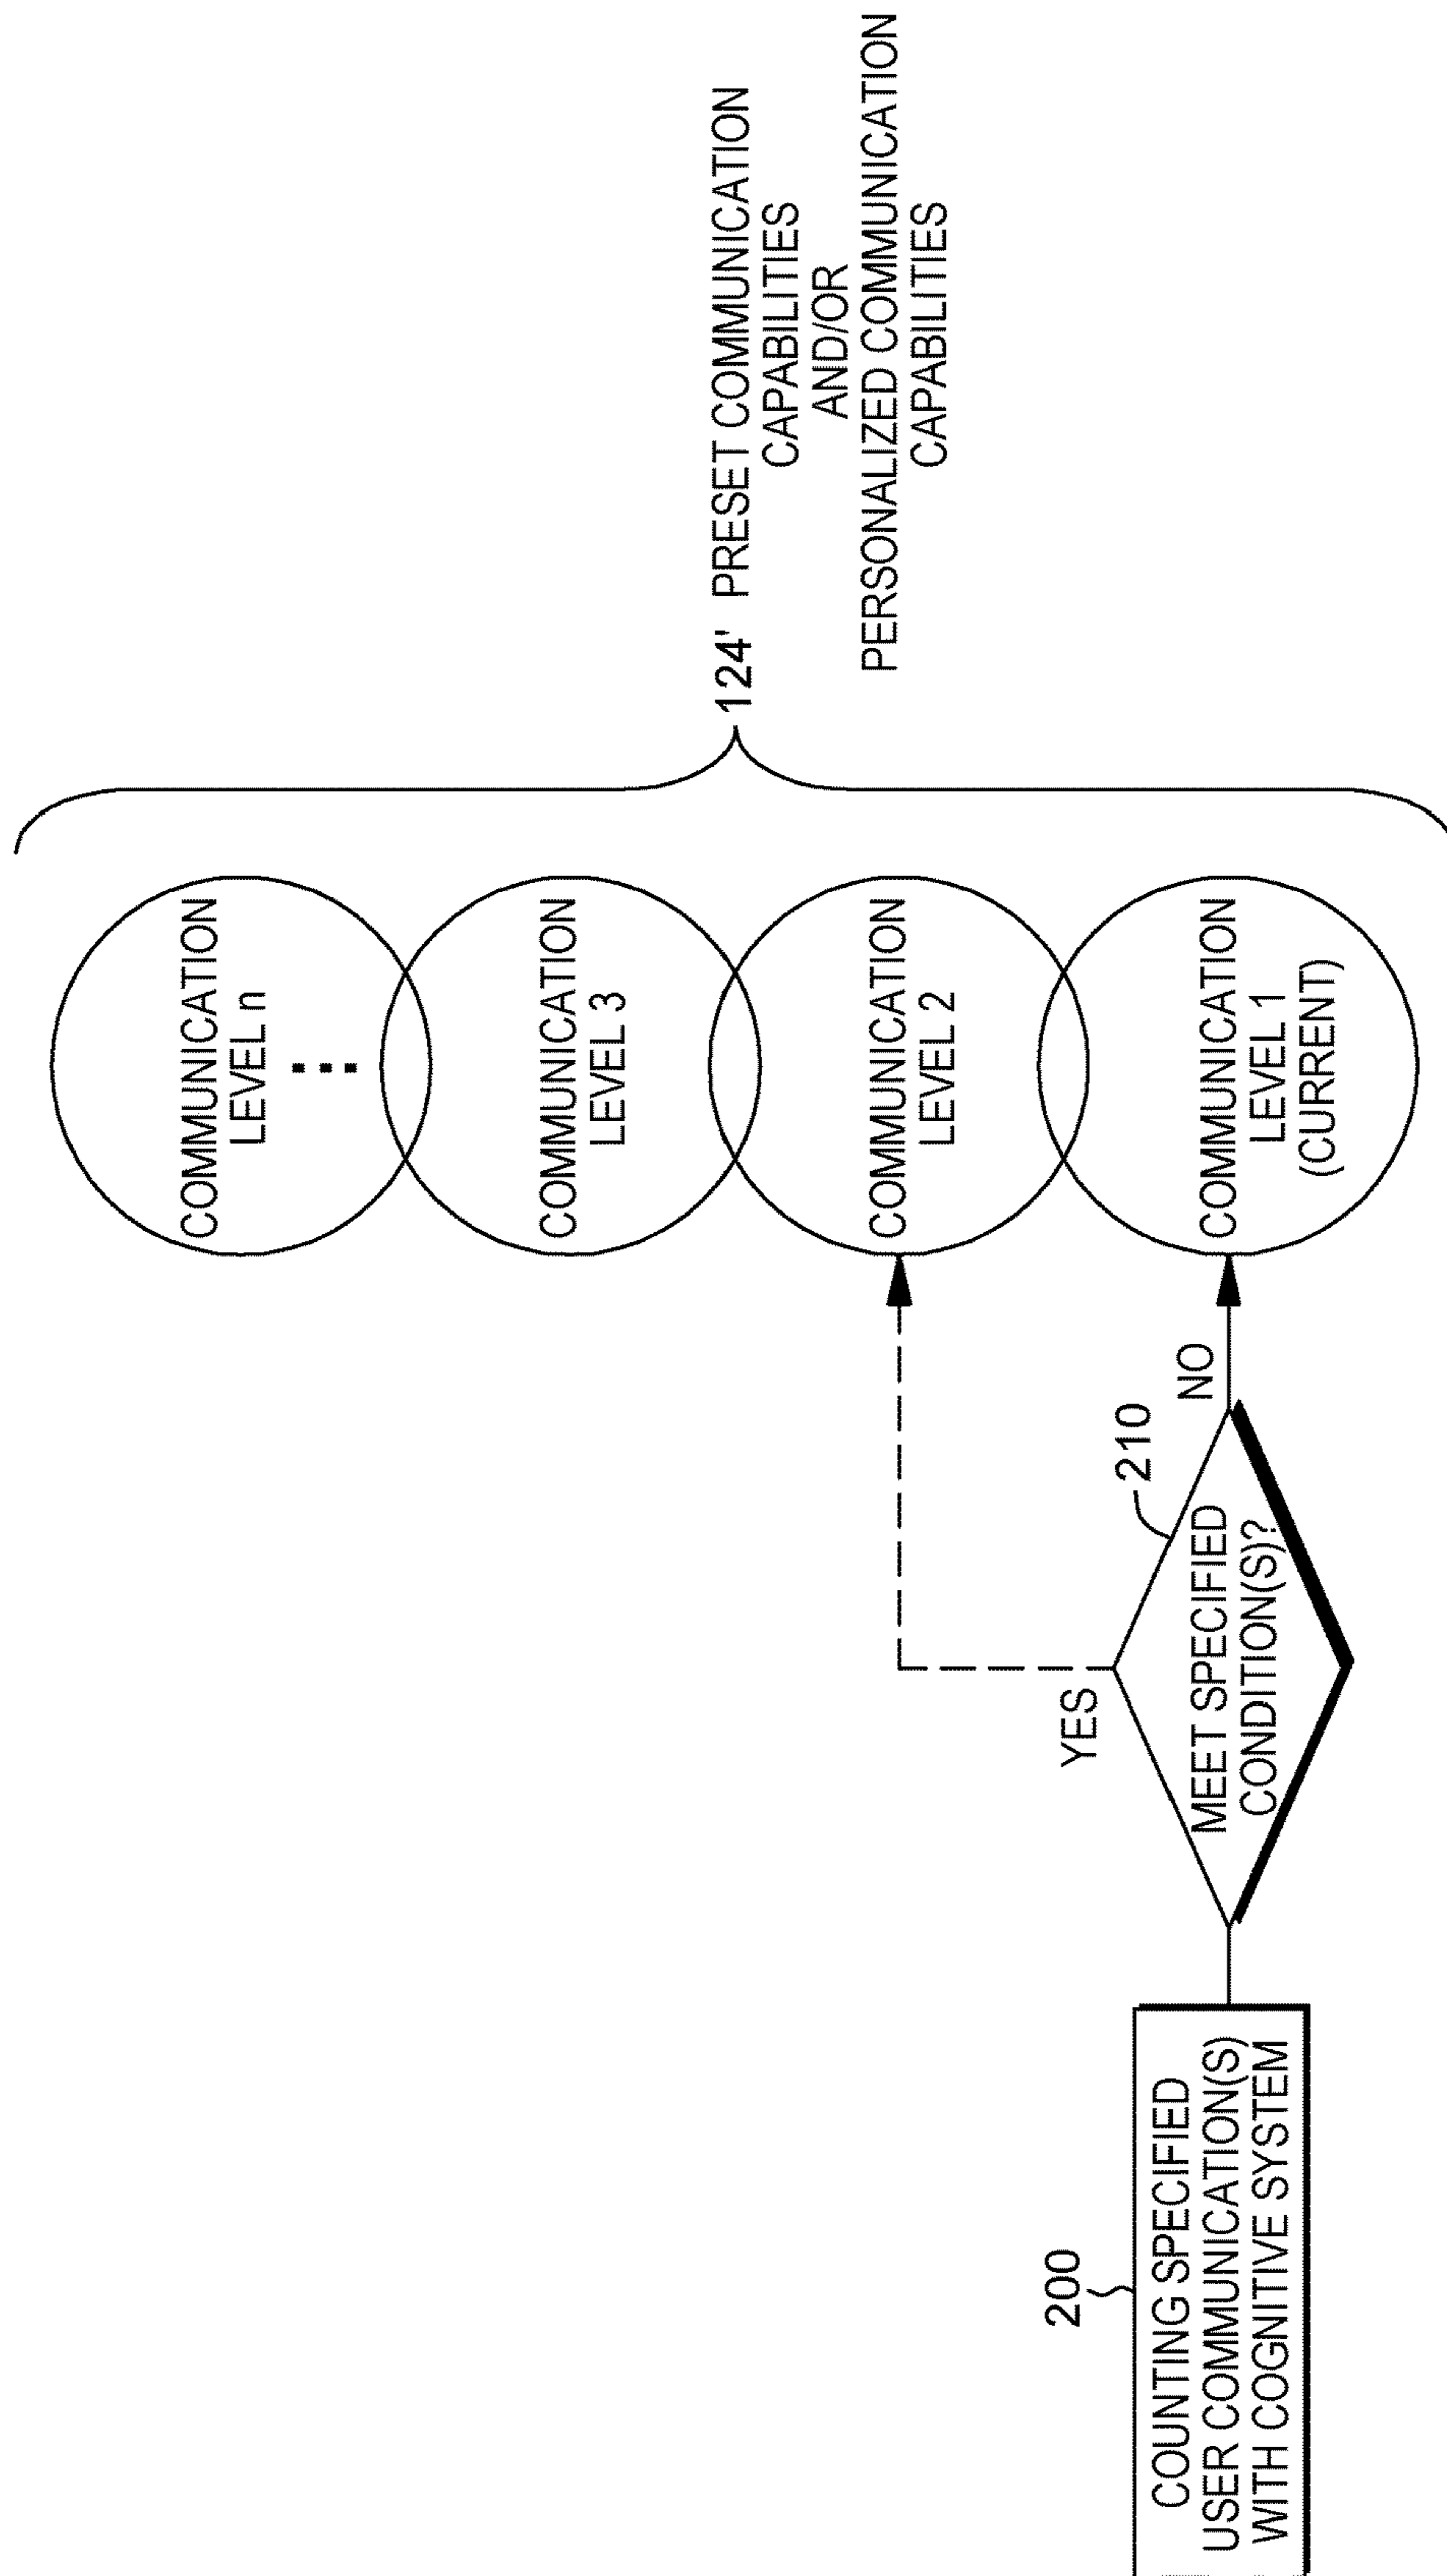 200
COUNTING SPECIFIED
USER COMMUNICATION(S)
WITH COGNITIVE SYSTEM
210
MEET SPECIFIED
CONDITION(S)?
YES
NO
COMMUNICATION
LEVEL n
COMMUNICATION
LEVEL 3
COMMUNICATION
LEVEL 2
COMMUNICATION
LEVEL 1
(CURRENT)
124' PRESET COMMUNICATION
CAPABILITIES
AND/OR
PERSONALIZED COMMUNICATION
CAPABILITIES